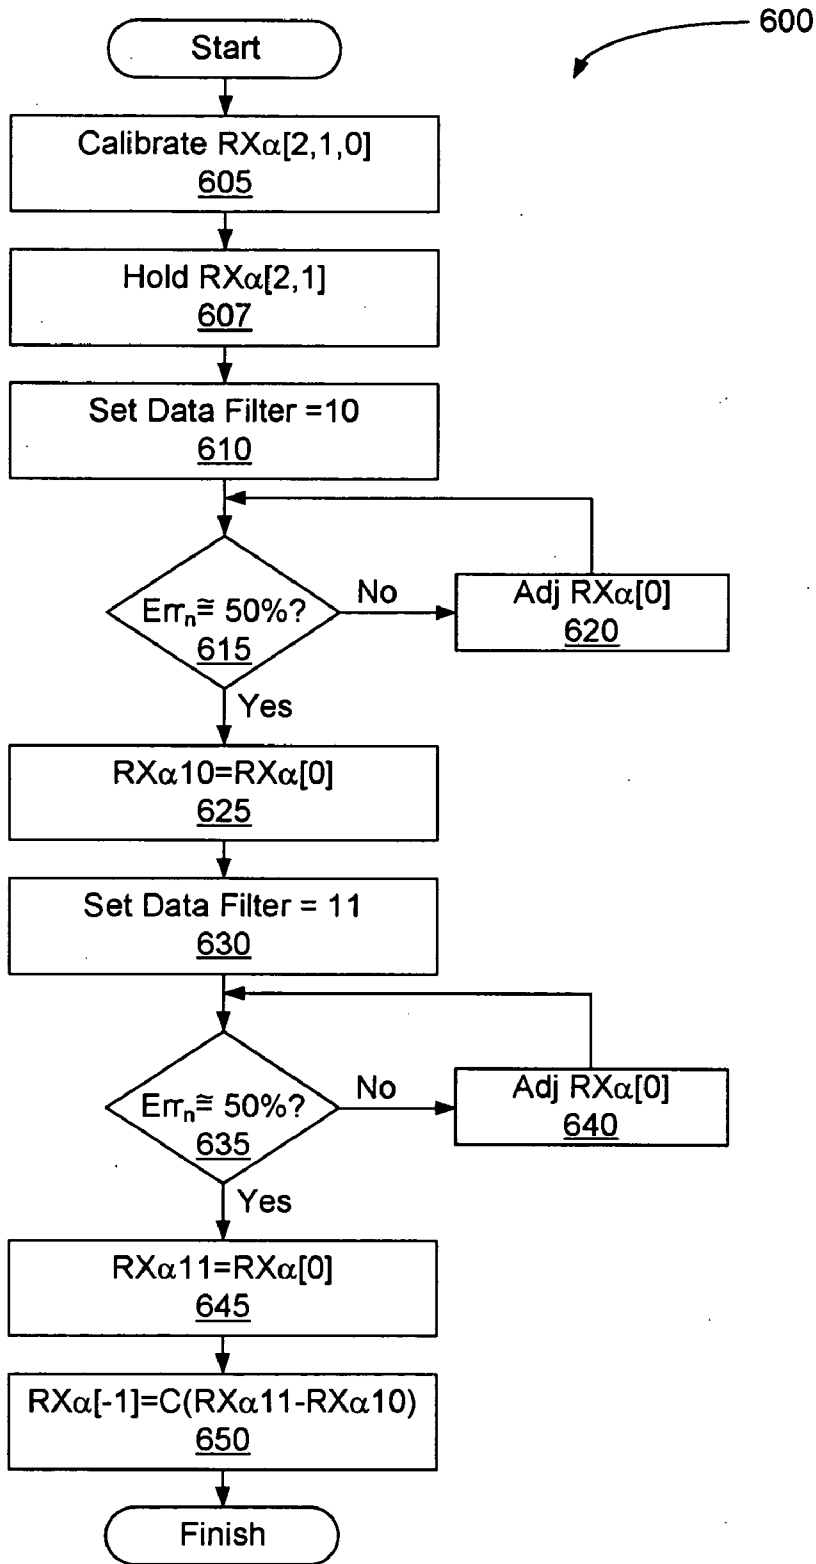 600
Start
Calibrate RXα[2,1,0]
605
Hold RXα[2,1]
607
Set Data Filter =10
610
Errn≅ 50%?
615
No
Adj RXα[0]
620
Yes
RXα10=RXα[0]
625
Set Data Filter = 11
630
Errn≅ 50%?
635
No
Adj RXα[0]
640
Yes
RXα11=RXα[0]
645
RXα[-1]=C(RXα11-RXα10)
650
Finish